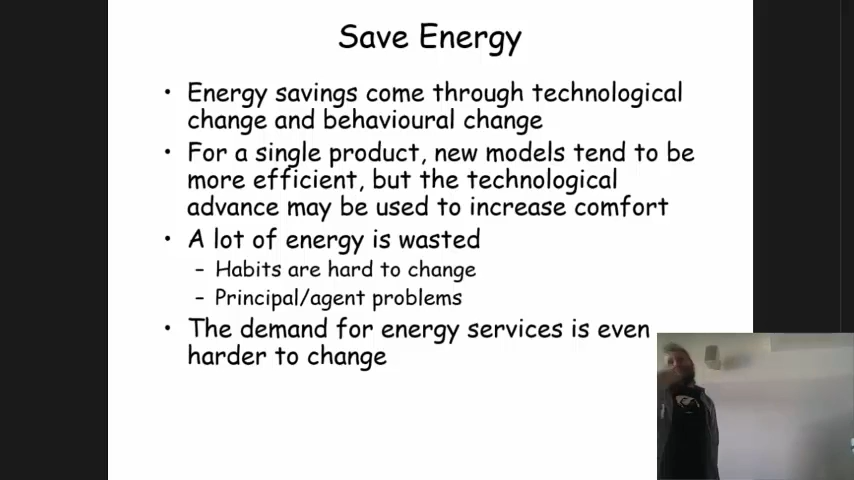 Save Energy
• Energy savings come through technological
change and behavioural change
• For a single product, new models tend to be
more efficient, but the technological
advance may be used to increase comfort
• A lot of energy is wasted
– Habits are hard to change
– Principal/agent problems
• The demand for energy services is even
harder to change